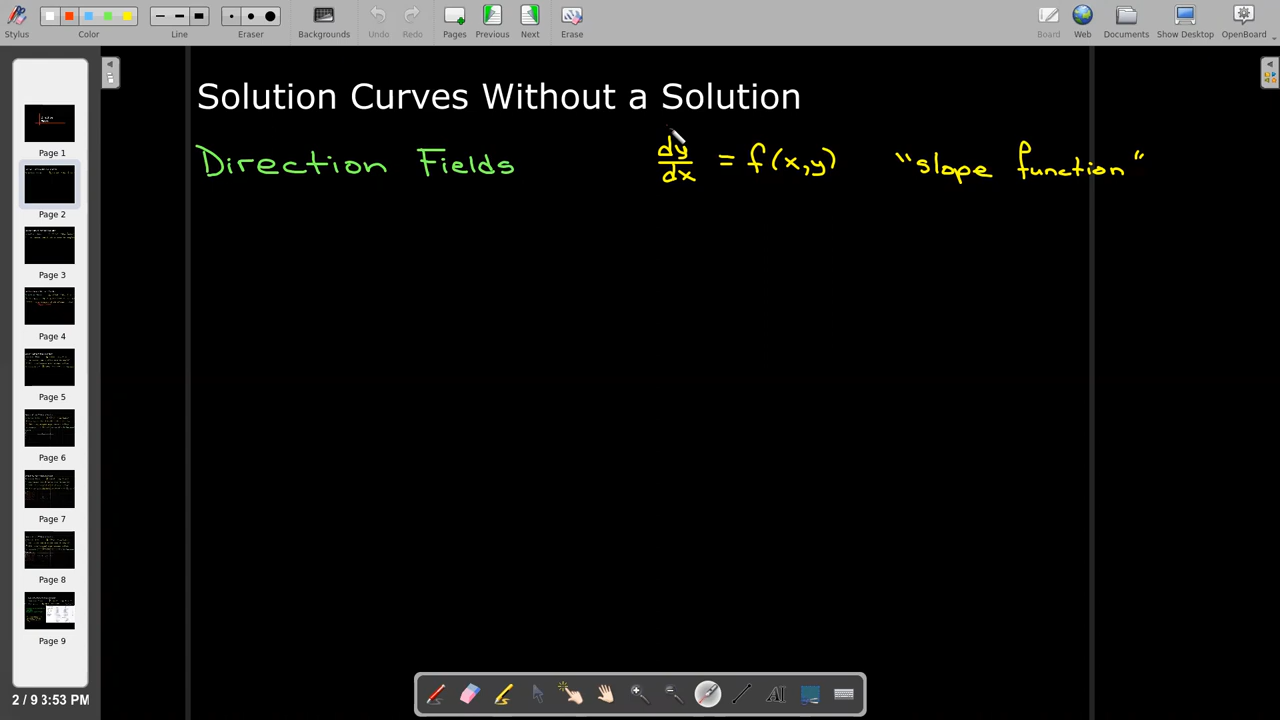 Stylus Color Line Eraser Backgrounds Undo Redo Pages Previous Next Erase Board Web Documents Show Desktop OpenBoard
Solution Curves Without a Solution
Direction Fields dy/dx = f(x,y) "slope function"
Page 1
Page 2
Page 3
Page 4
Page 5
Page 6
Page 7
Page 8
Page 9
2 / 9 3:53 PM
AI